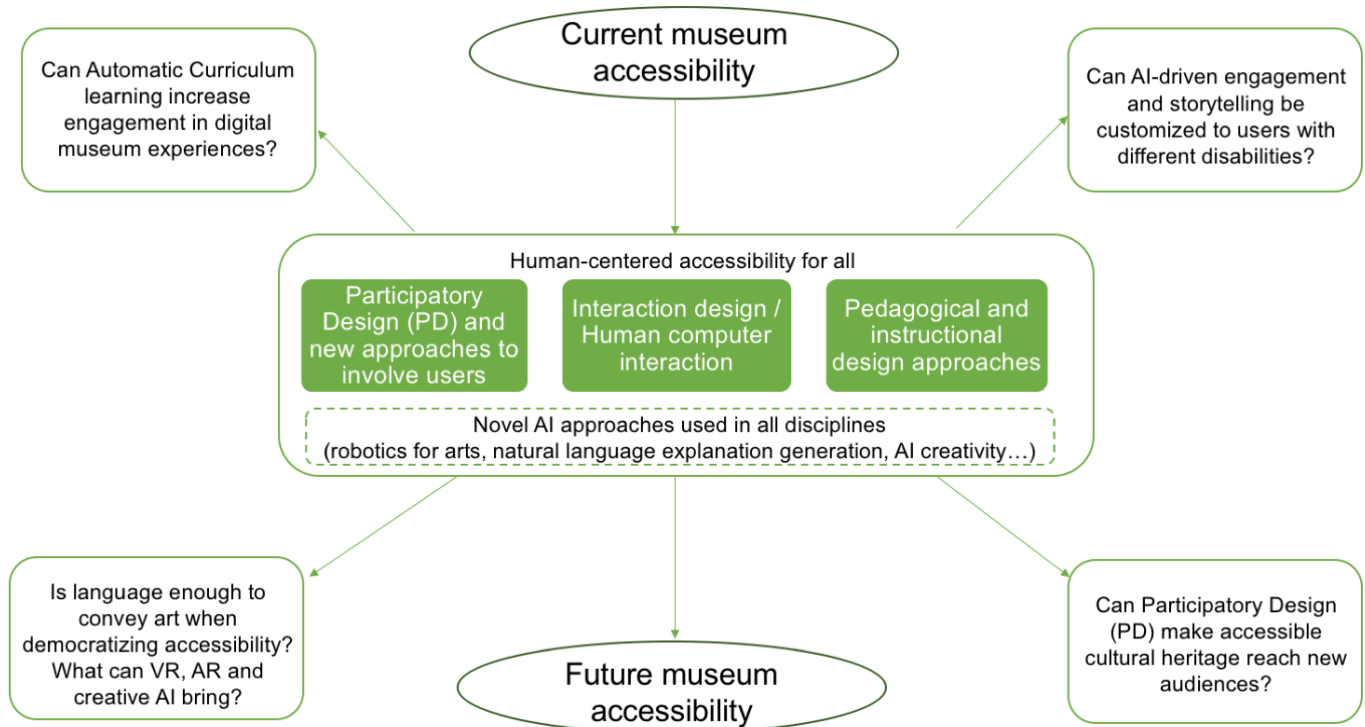 Current museum
accessibility
Can Automatic Curriculum
learning increase
engagement in digital
museum experiences?
Can AI-driven engagement
and storytelling be
customized to users with
different disabilities?
Human-centered accessibility for all
Participatory
Design (PD) and
new approaches to
involve users
Interaction design /
Human computer
interaction
Pedagogical and
instructional
design approaches
Novel AI approaches used in all disciplines
(robotics for arts, natural language explanation generation, AI creativity…)
Is language enough to
convey art when
democratizing accessibility?
What can VR, AR and
creative AI bring?
Can Participatory Design
(PD) make accessible
cultural heritage reach new
audiences?
Future museum
accessibility